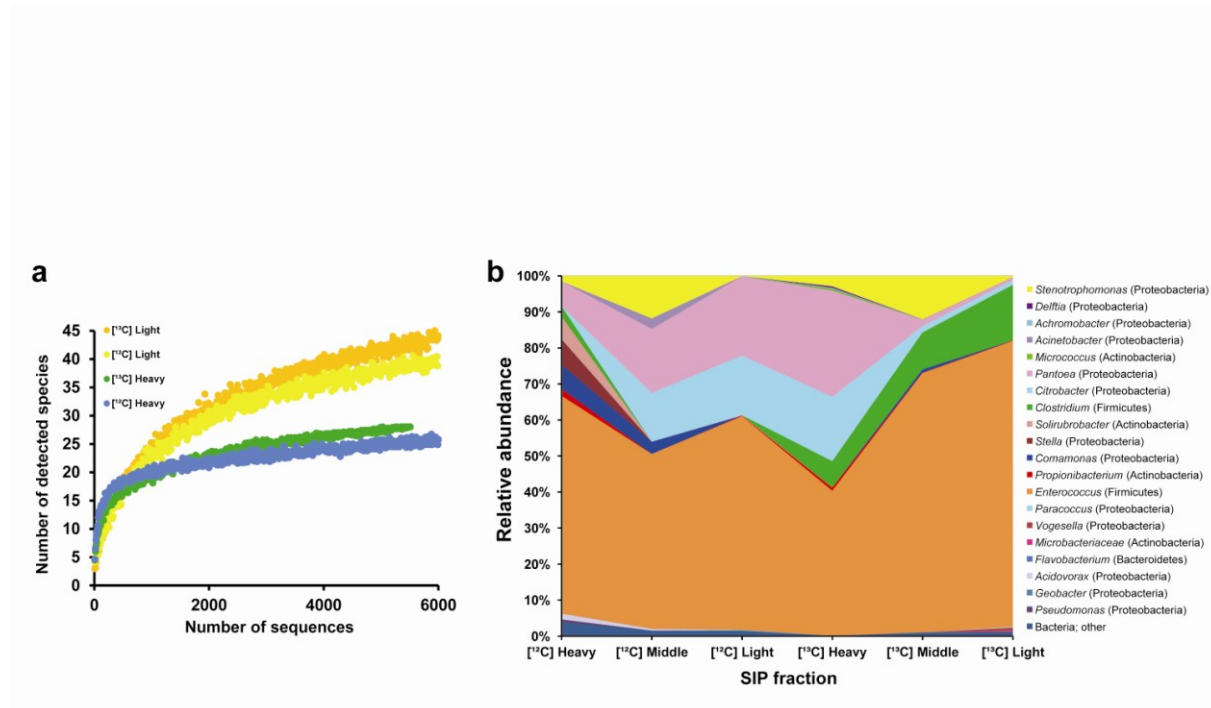 a
Light
Light
Heavy
Heavy
Number of detected species
45
40
35
30
25
20
15
10
5
0
0 2000 4000 6000
Number of sequences
b
Relative abundance
100%
90%
80%
70%
60%
50%
40%
30%
20%
10%
0%
[¹²C] Heavy [¹²C] Middle [¹²C] Light [¹³C] Heavy [¹³C] Middle [¹³C] Light
SIP fraction
Stenotrophomonas (Proteobacteria)
Delftia (Proteobacteria)
Achromobacter (Proteobacteria)
Acinetobacter (Proteobacteria)
Micrococcus (Actinobacteria)
Pantoea (Proteobacteria)
Citrobacter (Proteobacteria)
Clostridium (Firmicutes)
Solirubrobacter (Actinobacteria)
Stella (Proteobacteria)
Comamonas (Proteobacteria)
Propionibacterium (Actinobacteria)
Enterococcus (Firmicutes)
Paracoccus (Proteobacteria)
Vogesella (Proteobacteria)
Microbacteriaceae (Actinobacteria)
Flavobacterium (Bacteroidetes)
Acidovorax (Proteobacteria)
Geobacter (Proteobacteria)
Pseudomonas (Proteobacteria)
Bacteria; other